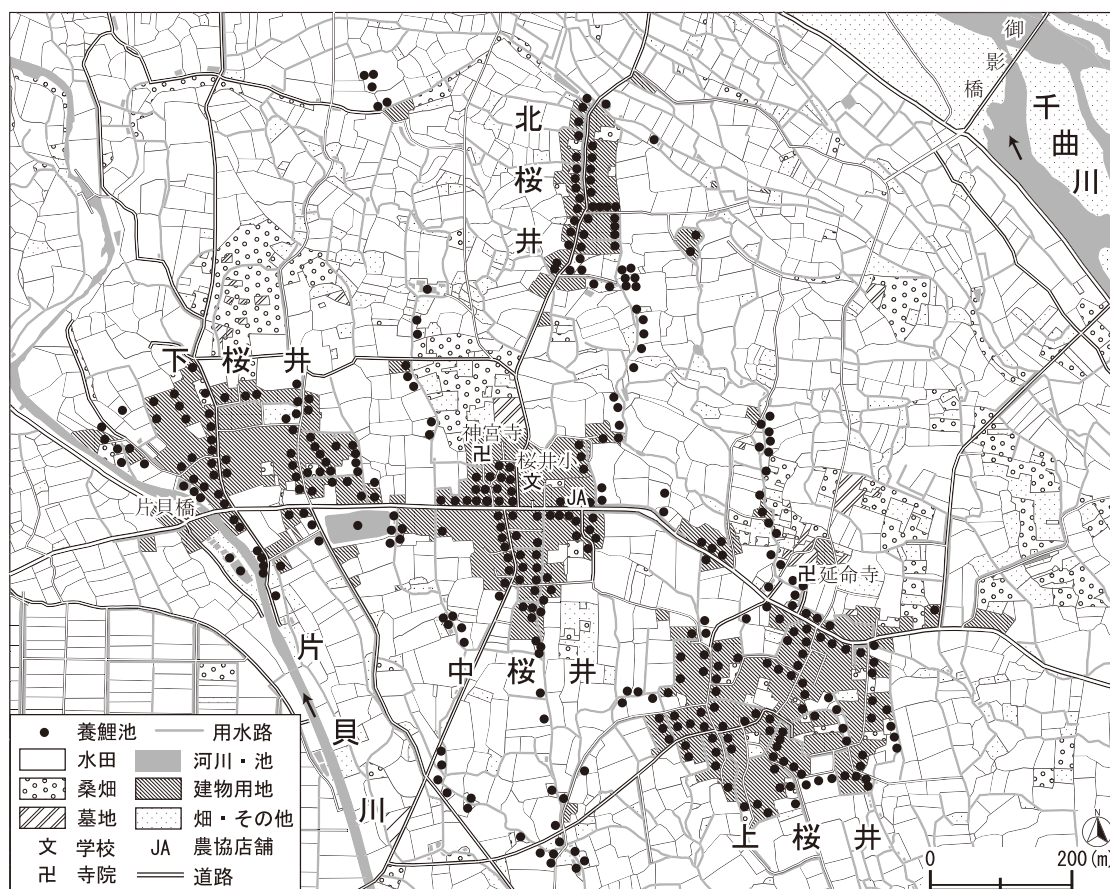 御影橋
千曲川
北桜井
下桜井
神宮寺
卍
桜井小
文
JA
片貝橋
卍延命寺
中桜井
片貝川
上桜井
養鯉池
用水路
水田
河川・池
桑畑
建物用地
墓地
畑・その他
文 学校
JA 農協店舗
卍 寺院
道路
0 200(m)